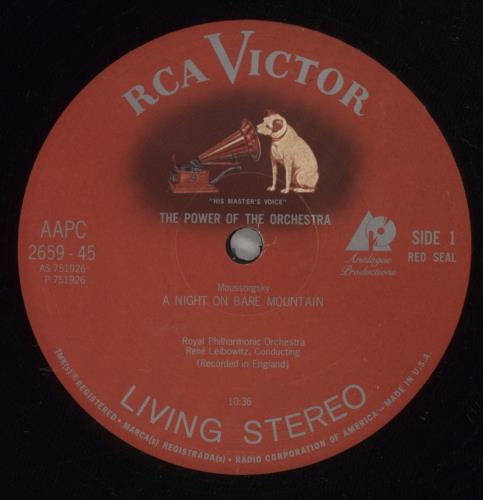 RCA VICTOR
"HIS MASTER'S VOICE"
THE POWER OF THE ORCHESTRA
AAPC
2659 - 45
AS 751926
P 751926
Analogue
Productions
SIDE 1
RED SEAL
Moussorgsky
A NIGHT ON BARE MOUNTAIN
Royal Philharmonic Orchestra
René Leibowitz, Conducting
(Recorded in England)
10:36
LIVING STEREO
TMK(s) ® REGISTERED • MARCA(s) REGISTRADA(s) • RADIO CORPORATION OF AMERICA – MADE IN U.S.A.